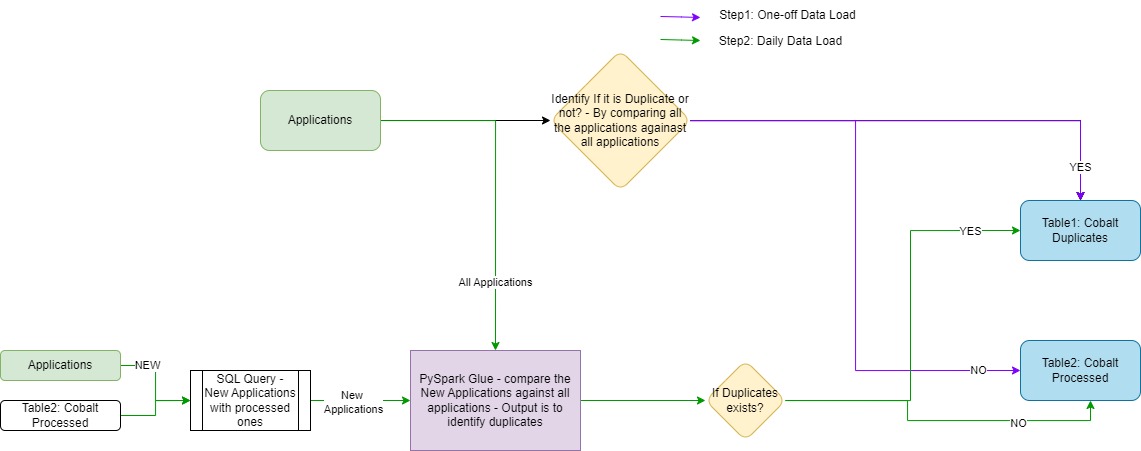 Step1: One-off Data Load
Step2: Daily Data Load
Applications
Identify If it is Duplicate or
not? - By comparing all
the applications againast
all applications
YES
Table1: Cobalt
Duplicates
YES
All Applications
Applications
NEW
Table2: Cobalt
Processed
SQL Query -
New Applications
with processed
ones
New
Applications
PySpark Glue - compare the
New Applications against all
applications - Output is to
identify duplicates
If Duplicates
exists?
NO
Table2: Cobalt
Processed
NO